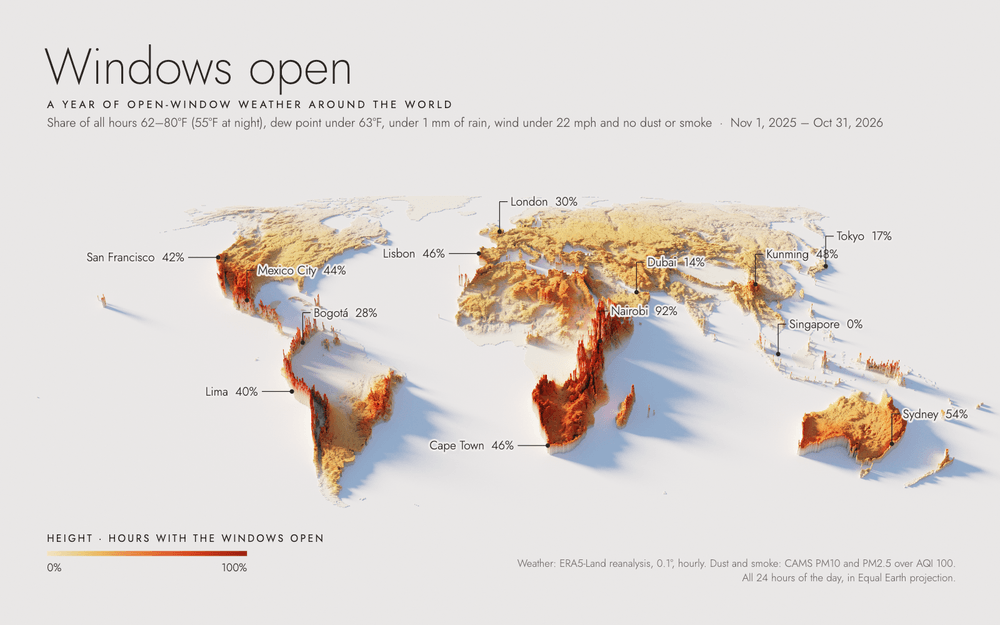 Windows open
A YEAR OF OPEN-WINDOW WEATHER AROUND THE WORLD
Share of all hours 62–80°F (55°F at night), dew point under 63°F, under 1 mm of rain, wind under 22 mph and no dust or smoke · Nov 1, 2025 – Oct 31, 2026
London 30%
Tokyo 17%
San Francisco 42%
Lisbon 46%
Kunming 48%
Dubai 14%
Mexico City 44%
Bogotá 28%
Nairobi 92%
Singapore 0%
Lima 40%
Sydney 54%
Cape Town 46%
HEIGHT · HOURS WITH THE WINDOWS OPEN
0% 100%
Weather: ERA5-Land reanalysis, 0.1°, hourly. Dust and smoke: CAMS PM10 and PM2.5 over AQI 100.
All 24 hours of the day, in Equal Earth projection.